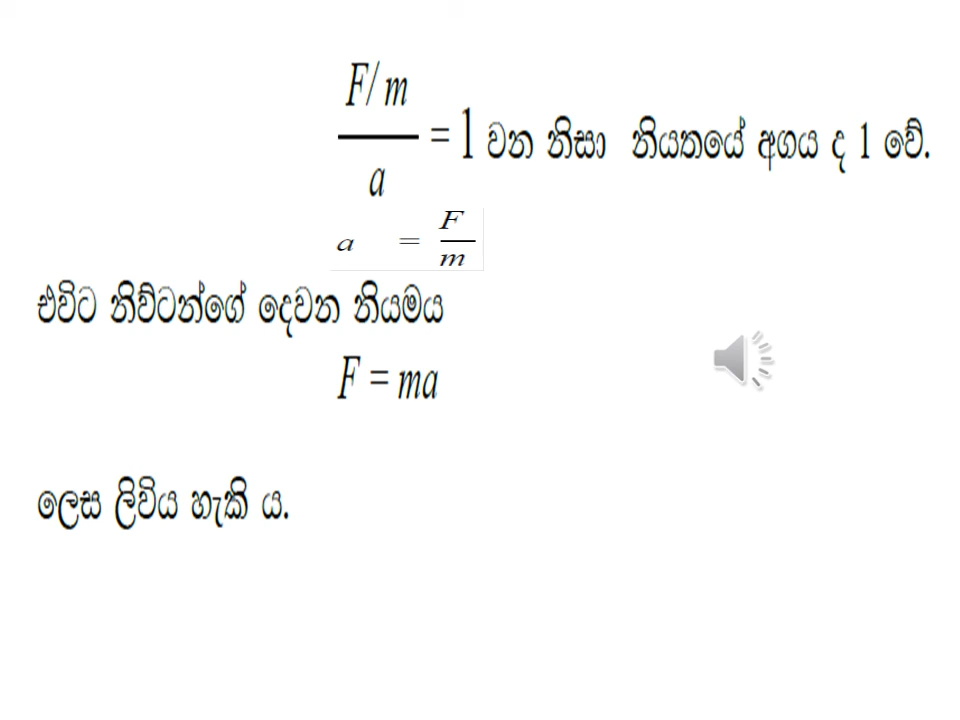 F/m
—— = 1 වන නිසා නියතයේ අගය ද 1 වේ.
a
a = F/m
එවිට නිව්ටන්ගේ දෙවන නියමය
F = ma
ලෙස ලිවිය හැකි ය.